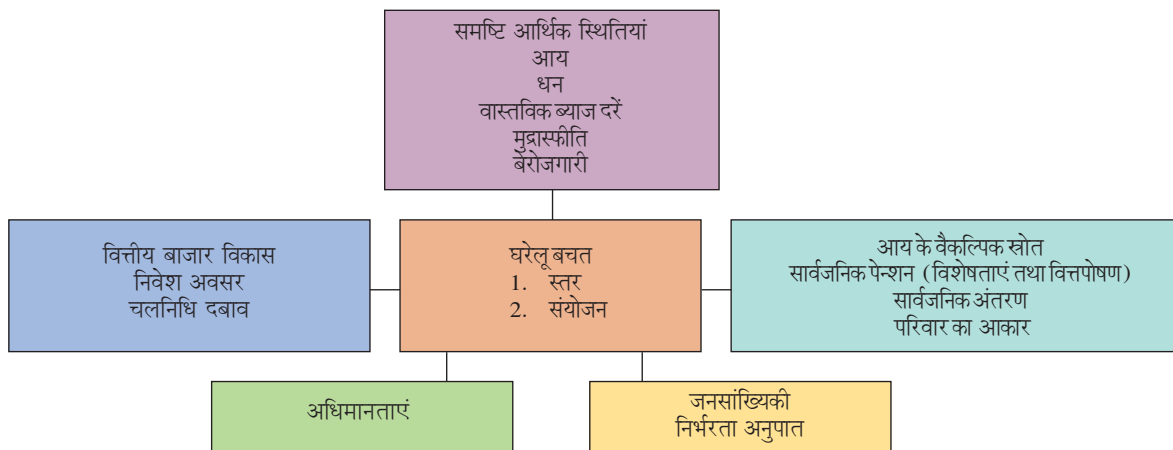 समष्टि आर्थिक स्थितियां
आय
धन
वास्तविक ब्याज दरें
मुद्रास्फीति
बेरोजगारी
वित्तीय बाजार विकास
निवेश अवसर
चलनिधि दबाव
घरेलू बचत
1. स्तर
2. संयोजन
आय के वैकल्पिक स्रोत
सार्वजनिक पेन्शन (विशेषताएं तथा वित्तपोषण)
सार्वजनिक अंतरण
परिवार का आकार
अधिमानताएं
जनसांख्यिकी
निर्भरता अनुपात